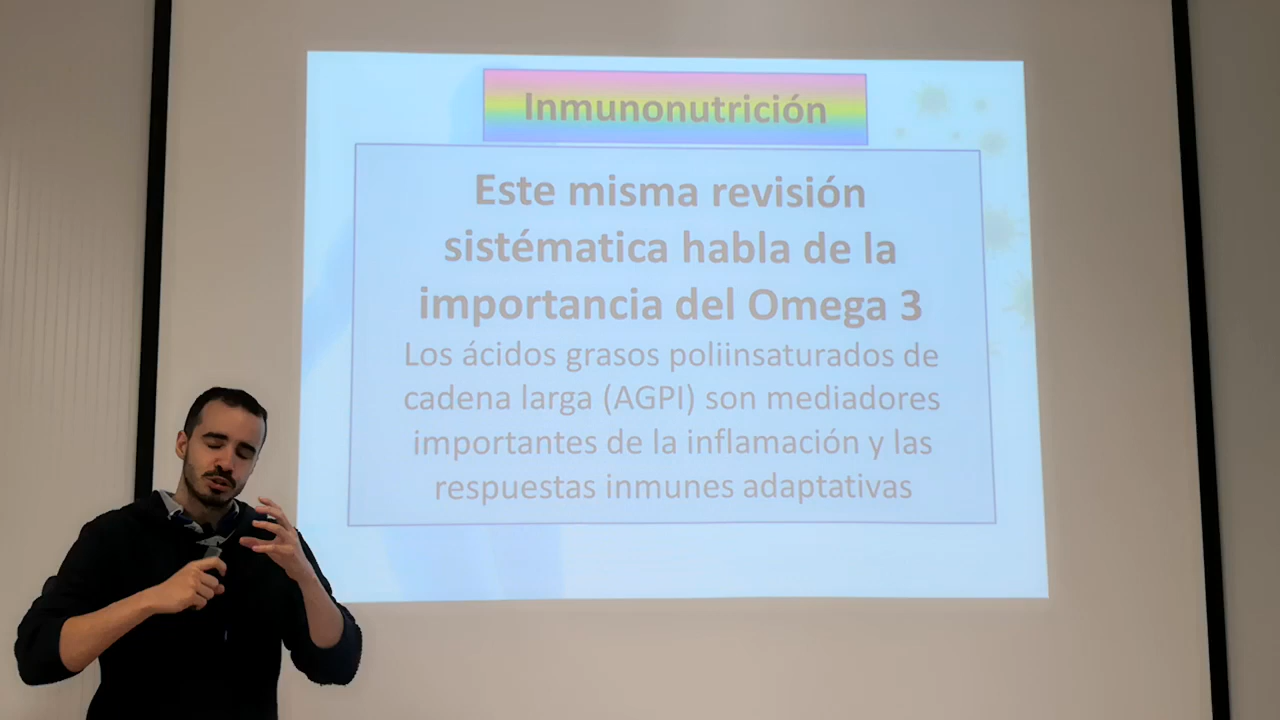 Inmunonutrición
Este misma revisión
sistématica habla de la
importancia del Omega 3
Los ácidos grasos poliinsaturados de
cadena larga (AGPI) son mediadores
importantes de la inflamación y las
respuestas inmunes adaptativas